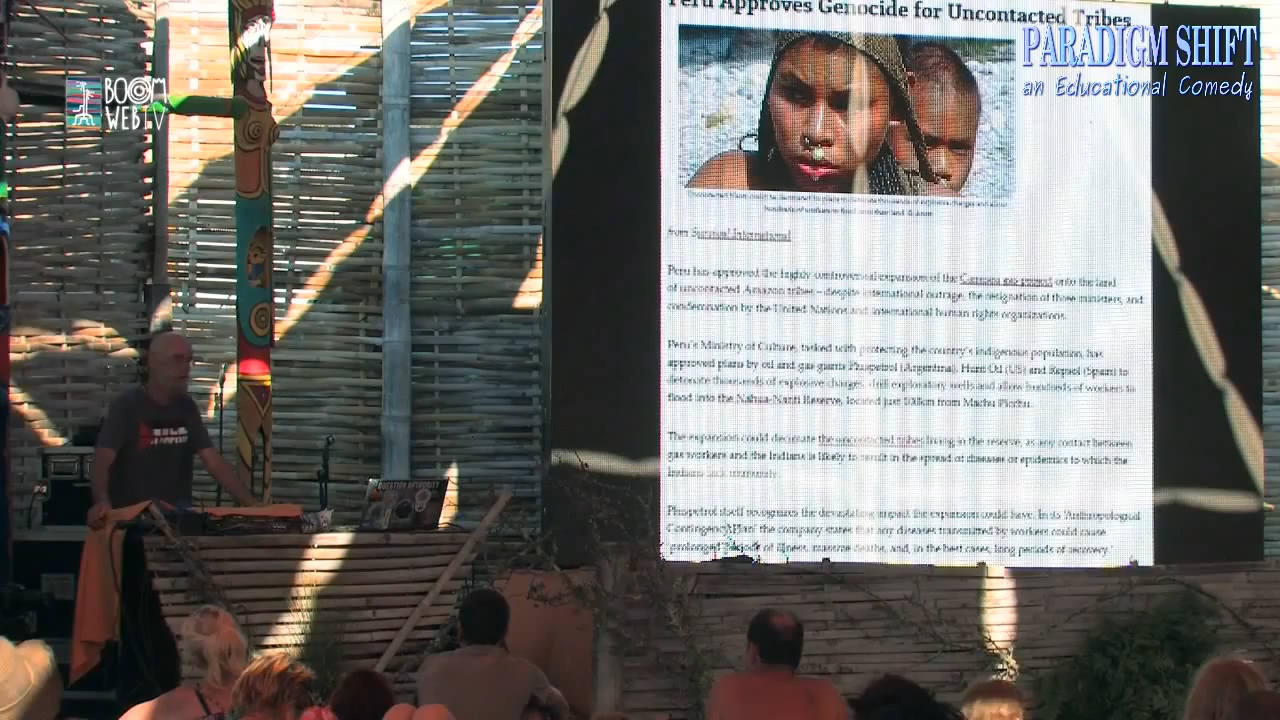 Peru Approves Genocide for Uncontacted Tribes
PARADIGM SHIFT
an Educational Comedy
BOOM
WEBTV
from Survival International
Peru has approved the highly controversial expansion of the Camisea gas project onto the land
of uncontacted Amazon tribes – despite international outrage, the resignation of three ministers, and
condemnation by the United Nations and international human rights organizations.
Peru's Ministry of Culture, tasked with protecting the country's indigenous population, has
approved plans by oil and gas giants Pluspetrol (Argentina), Hunt Oil (US) and Repsol (Spain) to
detonate thousands of explosive charges, drill exploratory wells and allow hundreds of workers to
flood into the Nahua-Nanti Reserve, located just 100km from Machu Picchu.
The expansion could decimate the uncontacted tribes living in the reserve, as any contact between
gas workers and the Indians is likely to result in the spread of diseases or epidemics to which the
Indians lack immunity.
Pluspetrol itself recognizes the devastating impact the expansion could have. In its 'Anthropological
Contingency Plan' the company states that any diseases transmitted by workers could cause
'prolonged periods of illness, massive deaths, and, in the best cases, long periods of recovery.'
QUESTION AUTHORITY